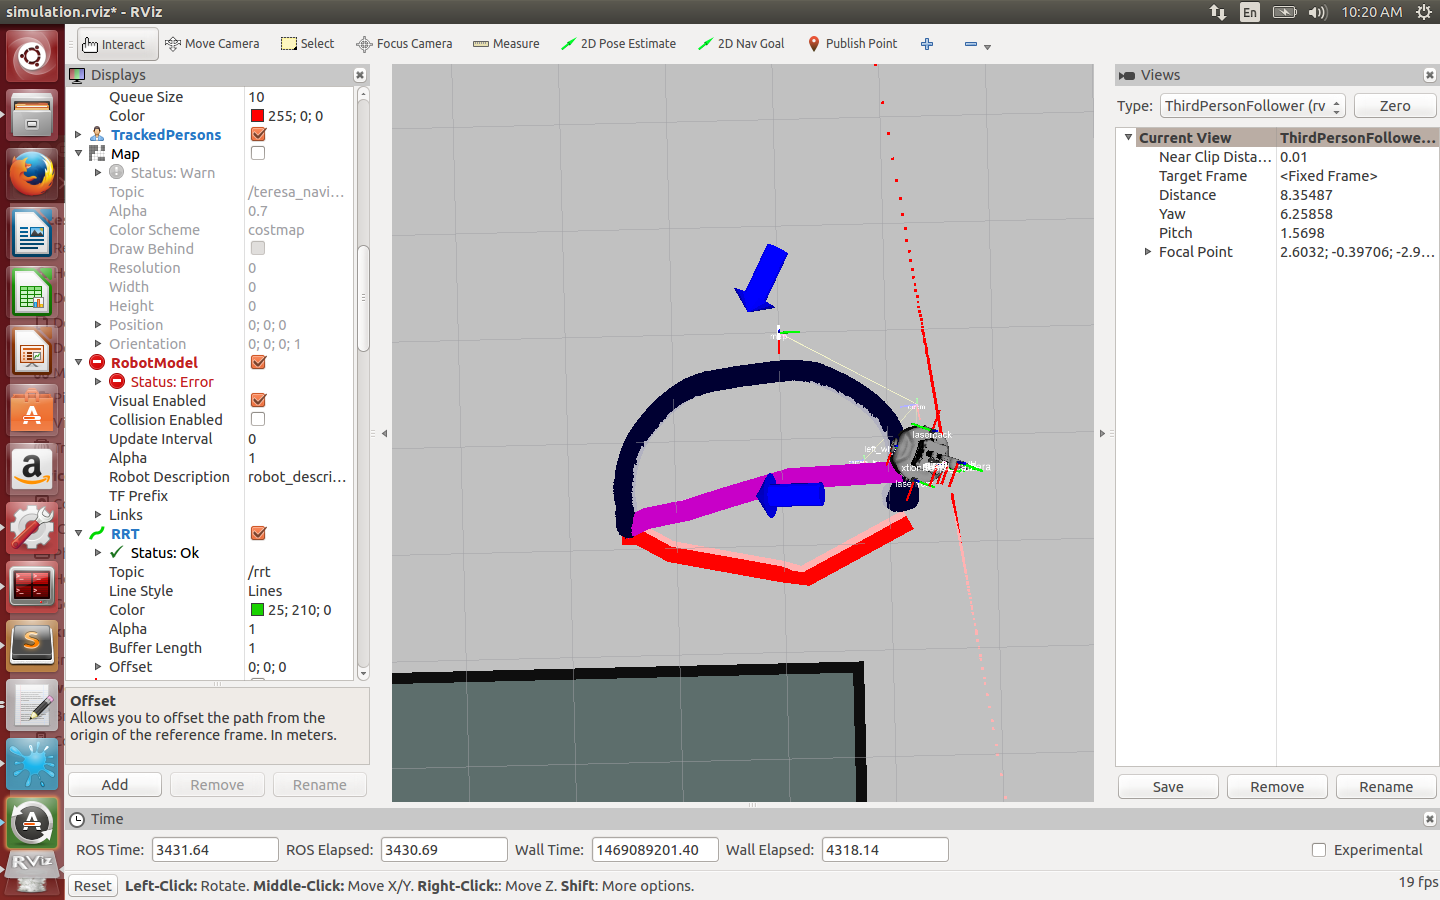 simulation.rviz* - RViz
En
10:20 AM
Interact Move Camera Select Focus Camera Measure 2D Pose Estimate 2D Nav Goal Publish Point
Displays
Queue Size 10
Color 255; 0; 0
TrackedPersons
Map
Status: Warn
Topic /teresa_navi...
Alpha 0.7
Color Scheme costmap
Draw Behind
Resolution 0
Width 0
Height 0
Position 0; 0; 0
Orientation 0; 0; 0; 1
RobotModel
Status: Error
Visual Enabled
Collision Enabled
Update Interval 0
Alpha 1
Robot Description robot_descri...
TF Prefix
Links
RRT
Status: Ok
Topic /rrt
Line Style Lines
Color 25; 210; 0
Alpha 1
Buffer Length 1
Offset 0; 0; 0
Offset
Allows you to offset the path from the
origin of the reference frame. In meters.
Add Remove Rename
laserpack
left_wh
Views
Type: ThirdPersonFollower (rv Zero
Current View ThirdPersonFollowe...
Near Clip Dista... 0.01
Target Frame <Fixed Frame>
Distance 8.35487
Yaw 6.25858
Pitch 1.5698
Focal Point 2.6032; -0.39706; -2.9...
Save Remove Rename
Time
ROS Time: 3431.64 ROS Elapsed: 3430.69 Wall Time: 1469089201.40 Wall Elapsed: 4318.14 Experimental
Reset Left-Click: Rotate. Middle-Click: Move X/Y. Right-Click:: Move Z. Shift: More options. 19 fps
RViz